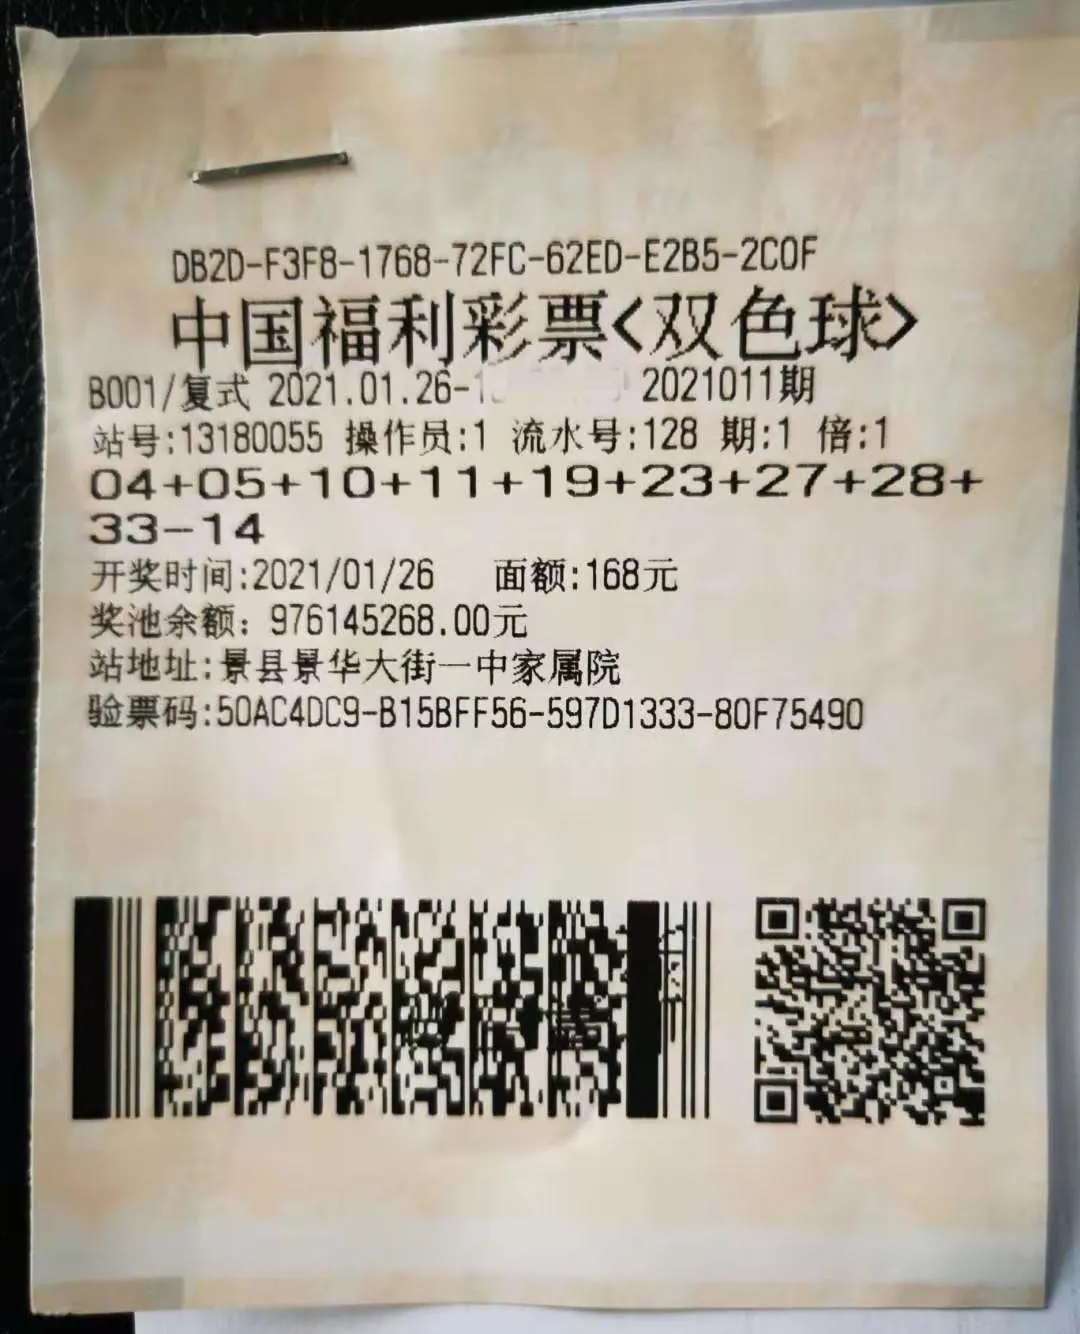 DB2D-F3F8-1768-72FC-62ED-E2B5-2C0F
中国福利彩票<双色球>
B001/复式 2021.01.26- 2021011期
站号:13180055 操作员:1 流水号:128 期:1 倍:1
04+05+10+11+19+23+27+28+
33-14
开奖时间:2021/01/26 面额:168元
奖池余额: 976145268.00元
站地址:景县景华大街一中家属院
验票码:50AC4DC9-B15BFF56-597D1333-80F75490